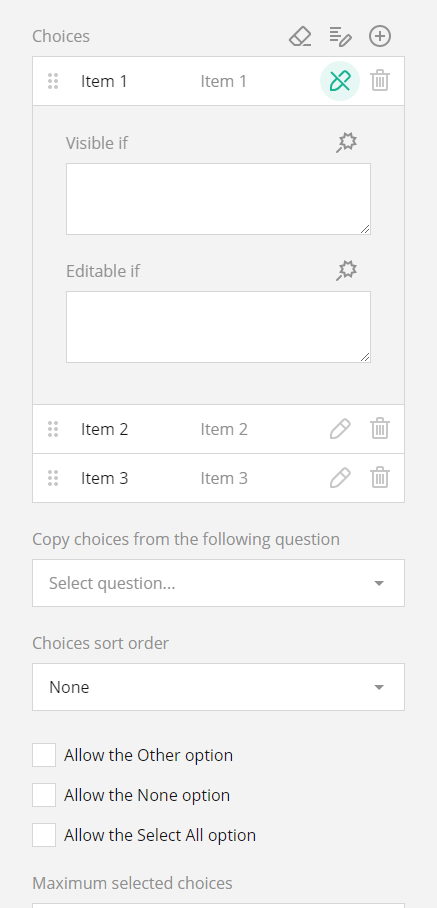 Choices
Item 1 Item 1
Visible if
Editable if
Item 2 Item 2
Item 3 Item 3
Copy choices from the following question
Select question...
Choices sort order
None
Allow the Other option
Allow the None option
Allow the Select All option
Maximum selected choices